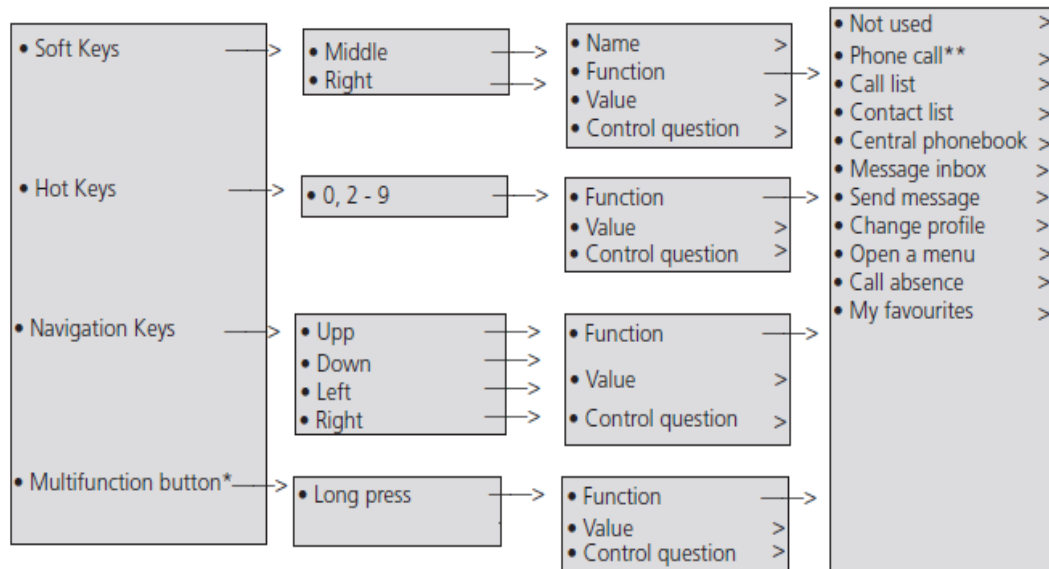 • Soft Keys
• Middle
• Right
• Name
• Function
• Value
• Control question
• Hot Keys
• 0, 2 - 9
• Function
• Value
• Control question
• Navigation Keys
• Upp
• Down
• Left
• Right
• Function
• Value
• Control question
• Multifunction button*
• Long press
• Function
• Value
• Control question
• Not used
• Phone call**
• Call list
• Contact list
• Central phonebook
• Message inbox
• Send message
• Change profile
• Open a menu
• Call absence
• My favourites